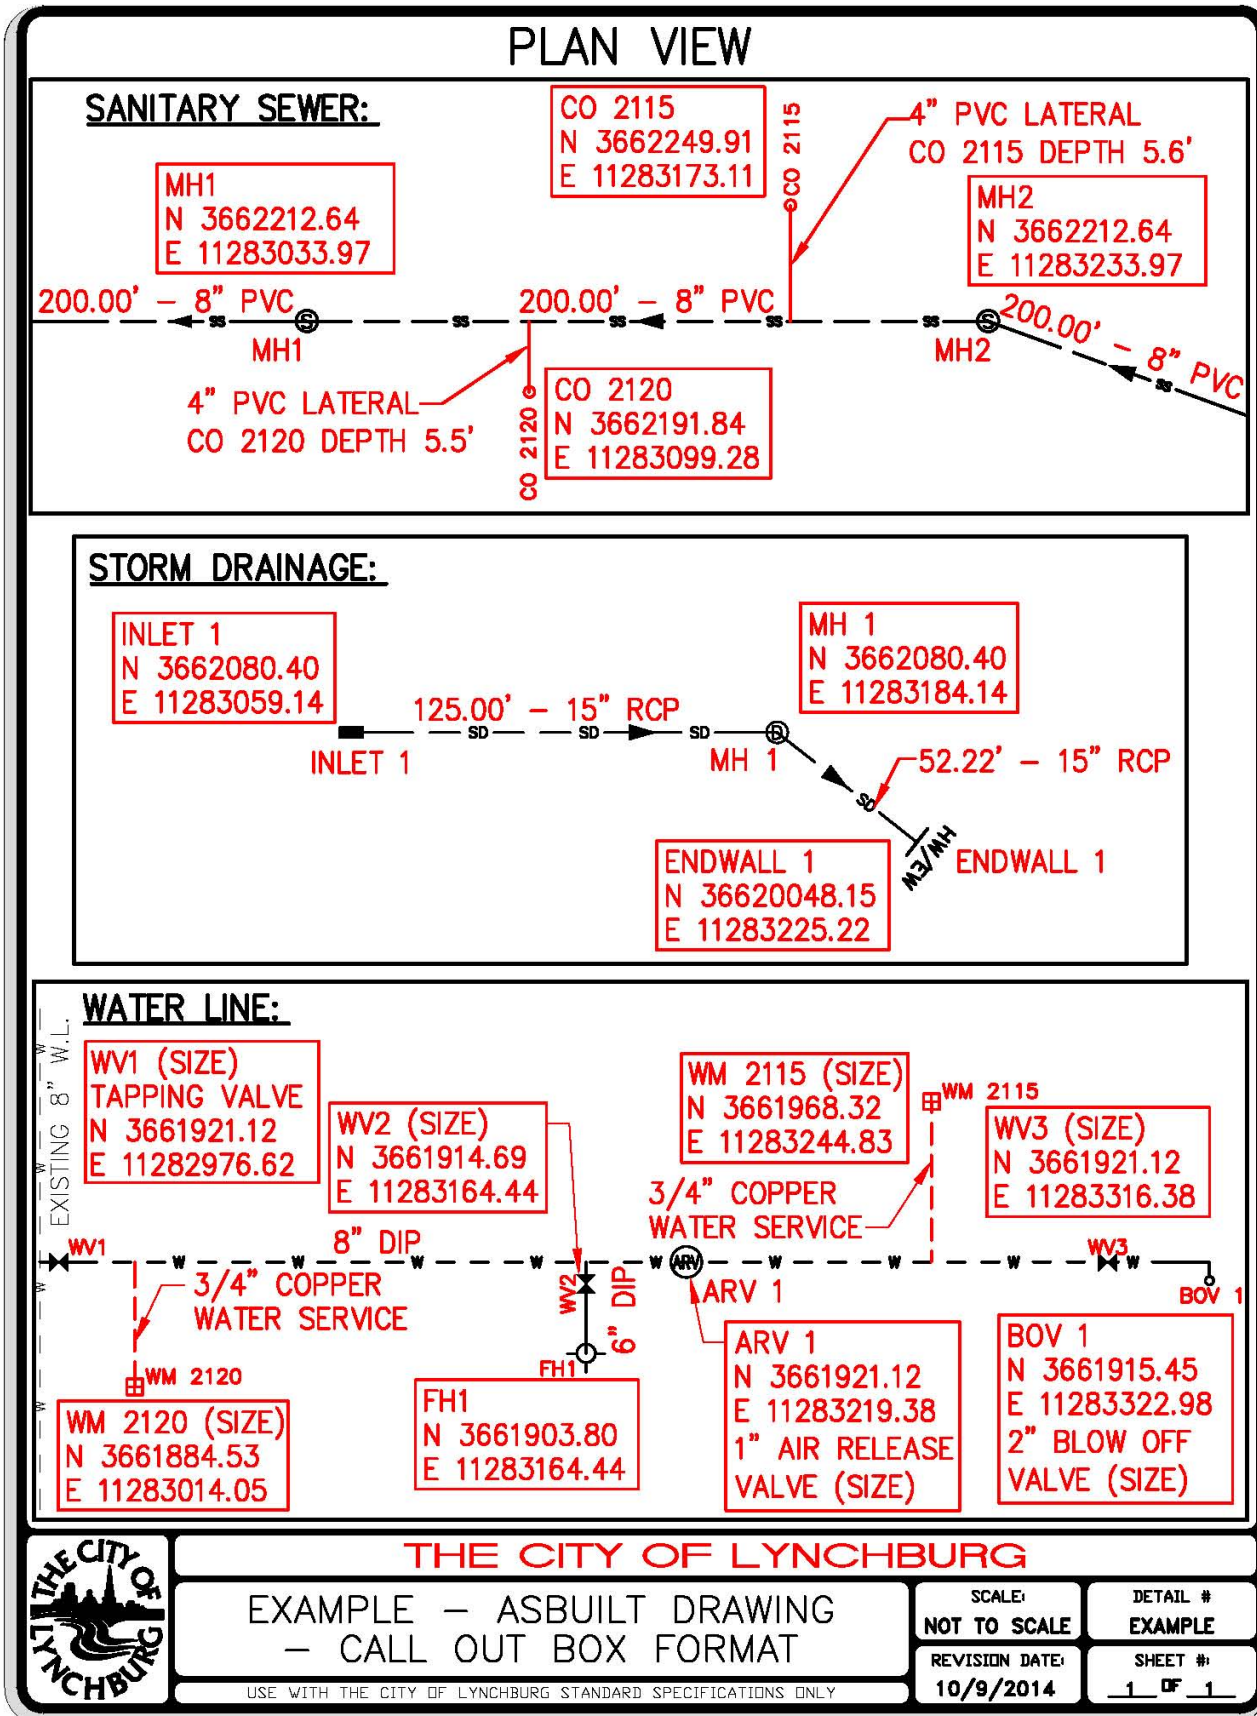 PLAN VIEW
SANITARY SEWER:
CO 2115
N 3662249.91
E 11283173.11
CO 2115
4" PVC LATERAL
CO 2115 DEPTH 5.6'
MH1
N 3662212.64
E 11283033.97
MH2
N 3662212.64
E 11283233.97
200.00' - 8" PVC
200.00' - 8" PVC
200.00' - 8" PVC
SS S SS SS SS SS S SS
MH1
MH2
4" PVC LATERAL
CO 2120 DEPTH 5.5'
CO 2120
CO 2120
N 3662191.84
E 11283099.28
STORM DRAINAGE:
INLET 1
N 3662080.40
E 11283059.14
MH 1
N 3662080.40
E 11283184.14
125.00' - 15" RCP
SD SD SD D
INLET 1
MH 1
52.22' - 15" RCP
SD
HW/EW
ENDWALL 1
ENDWALL 1
N 36620048.15
E 11283225.22
WATER LINE:
EXISTING 8" W.L.
W W W W
WV1 (SIZE)
TAPPING VALVE
N 3661921.12
E 11282976.62
WV2 (SIZE)
N 3661914.69
E 11283164.44
WM 2115 (SIZE)
N 3661968.32
E 11283244.83
WM 2115
WV3 (SIZE)
N 3661921.12
E 11283316.38
3/4" COPPER
WATER SERVICE
WV1
8" DIP
WV3
W W W W W ARV W W W
3/4" COPPER
WATER SERVICE
WV2
6" DIP
ARV 1
BOV 1
FH1
WM 2120
WM 2120 (SIZE)
N 3661884.53
E 11283014.05
FH1
N 3661903.80
E 11283164.44
ARV 1
N 3661921.12
E 11283219.38
1" AIR RELEASE
VALVE (SIZE)
BOV 1
N 3661915.45
E 11283322.98
2" BLOW OFF
VALVE (SIZE)
THE CITY OF LYNCHBURG
THE CITY OF LYNCHBURG
EXAMPLE - ASBUILT DRAWING
- CALL OUT BOX FORMAT
USE WITH THE CITY OF LYNCHBURG STANDARD SPECIFICATIONS ONLY
SCALE:
NOT TO SCALE
DETAIL #
EXAMPLE
REVISION DATE:
10/9/2014
SHEET #:
1 OF 1